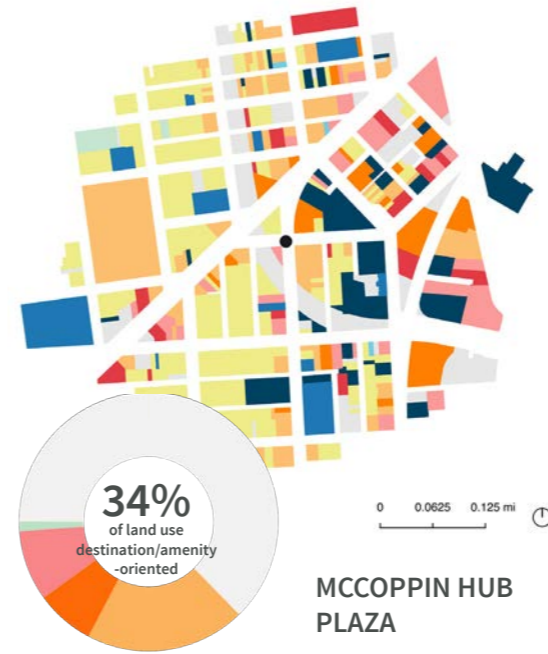 34%
of land use
destination/amenity
-oriented
0 0.0625 0.125 mi
MCCOPPIN HUB
PLAZA